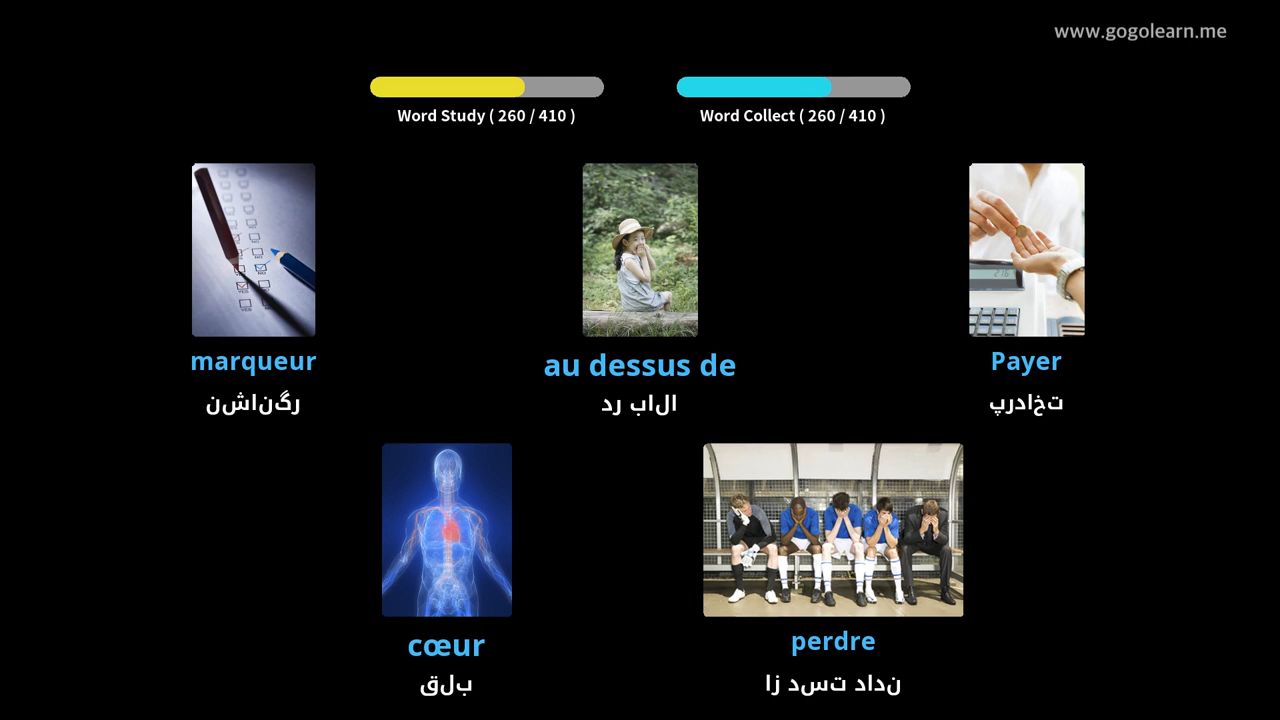 www.gogolearn.me
Word Study ( 260 / 410 )
Word Collect ( 260 / 410 )
marqueur
نشانگر
au dessus de
در بالا
Payer
پرداخت
cœur
قلب
perdre
از دست دادن